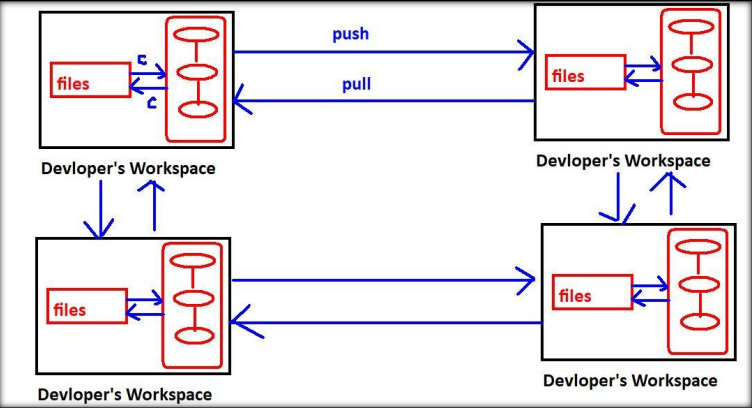 push
files
c
c
files
pull
Devloper's Workspace
Devloper's Workspace
files
files
Devloper's Workspace
Devloper's Workspace